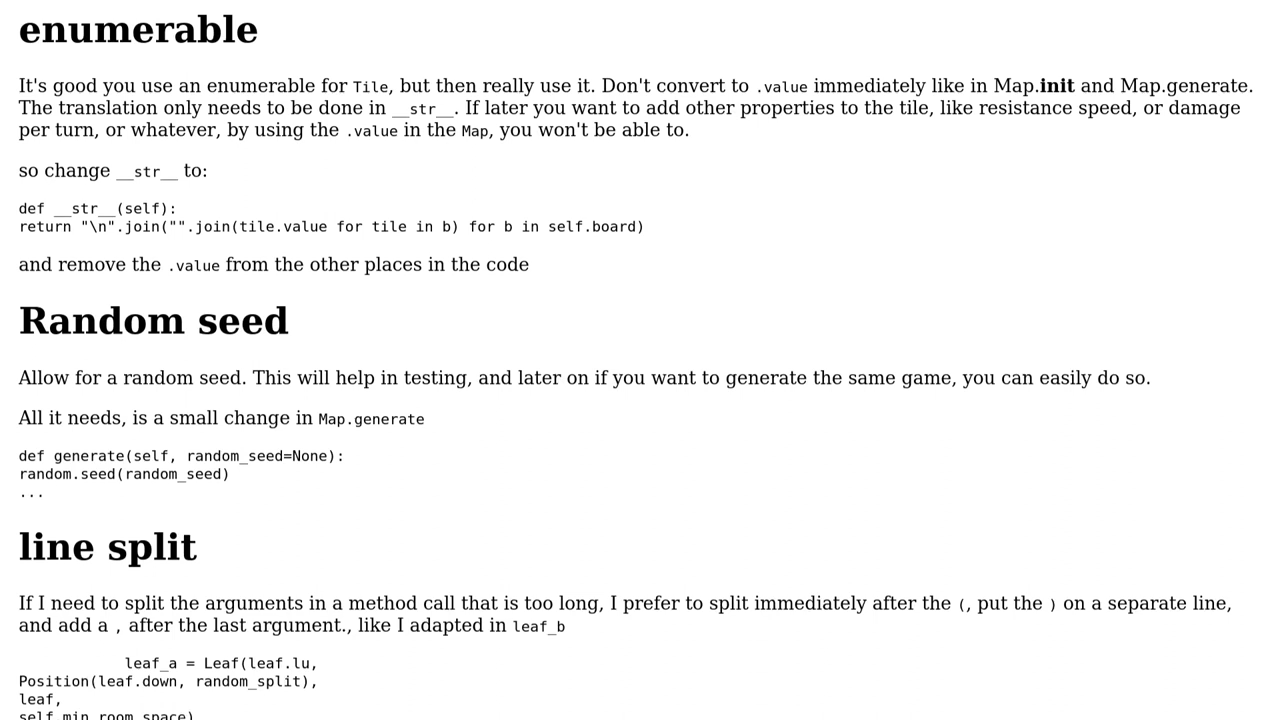 enumerable
It's good you use an enumerable for Tile, but then really use it. Don't convert to .value immediately like in Map.init and Map.generate.
The translation only needs to be done in __str__. If later you want to add other properties to the tile, like resistance speed, or damage
per turn, or whatever, by using the .value in the Map, you won't be able to.
so change __str__ to:
def __str__(self):
return "\n".join("".join(tile.value for tile in b) for b in self.board)
and remove the .value from the other places in the code
Random seed
Allow for a random seed. This will help in testing, and later on if you want to generate the same game, you can easily do so.
All it needs, is a small change in Map.generate
def generate(self, random_seed=None):
random.seed(random_seed)
...
line split
If I need to split the arguments in a method call that is too long, I prefer to split immediately after the (, put the ) on a separate line,
and add a , after the last argument., like I adapted in leaf_b
leaf_a = Leaf(leaf.lu,
Position(leaf.down, random_split),
leaf,
self.min_room_space)